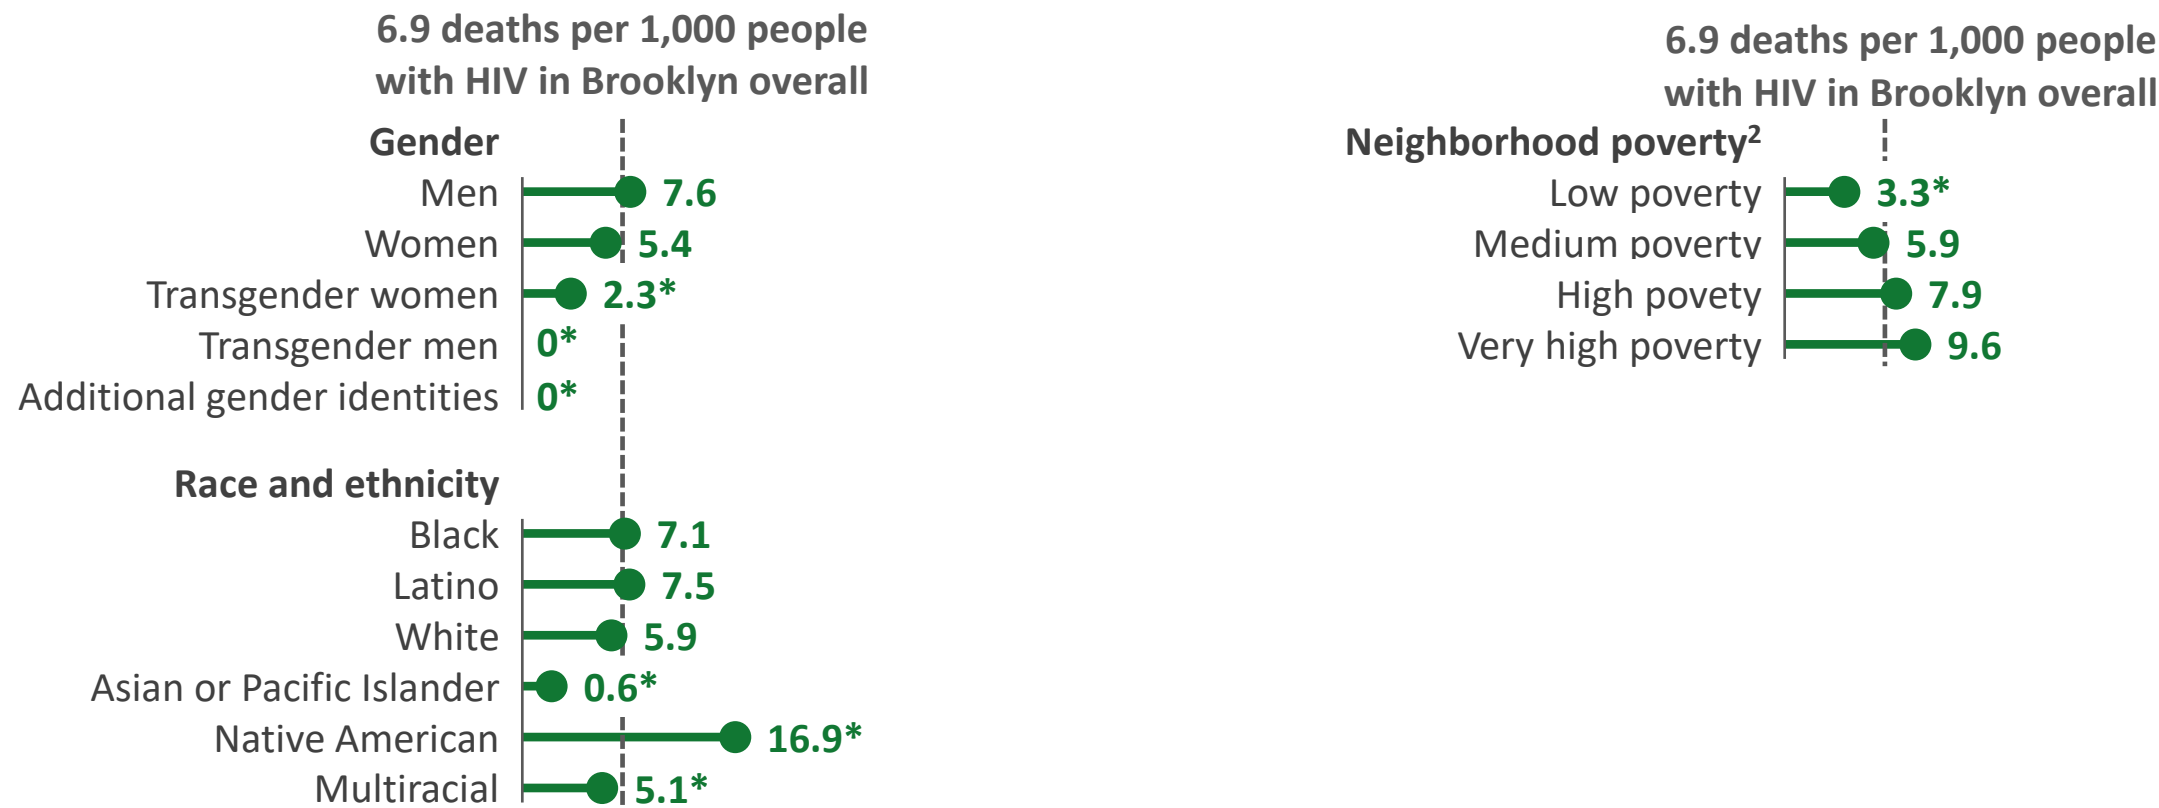 6.9 deaths per 1,000 people
with HIV in Brooklyn overall
Gender
Men 7.6
Women 5.4
Transgender women 2.3*
Transgender men 0*
Additional gender identities 0*
Race and ethnicity
Black 7.1
Latino 7.5
White 5.9
Asian or Pacific Islander 0.6*
Native American 16.9*
Multiracial 5.1*
6.9 deaths per 1,000 people
with HIV in Brooklyn overall
Neighborhood poverty²
Low poverty 3.3*
Medium poverty 5.9
High povety 7.9
Very high poverty 9.6